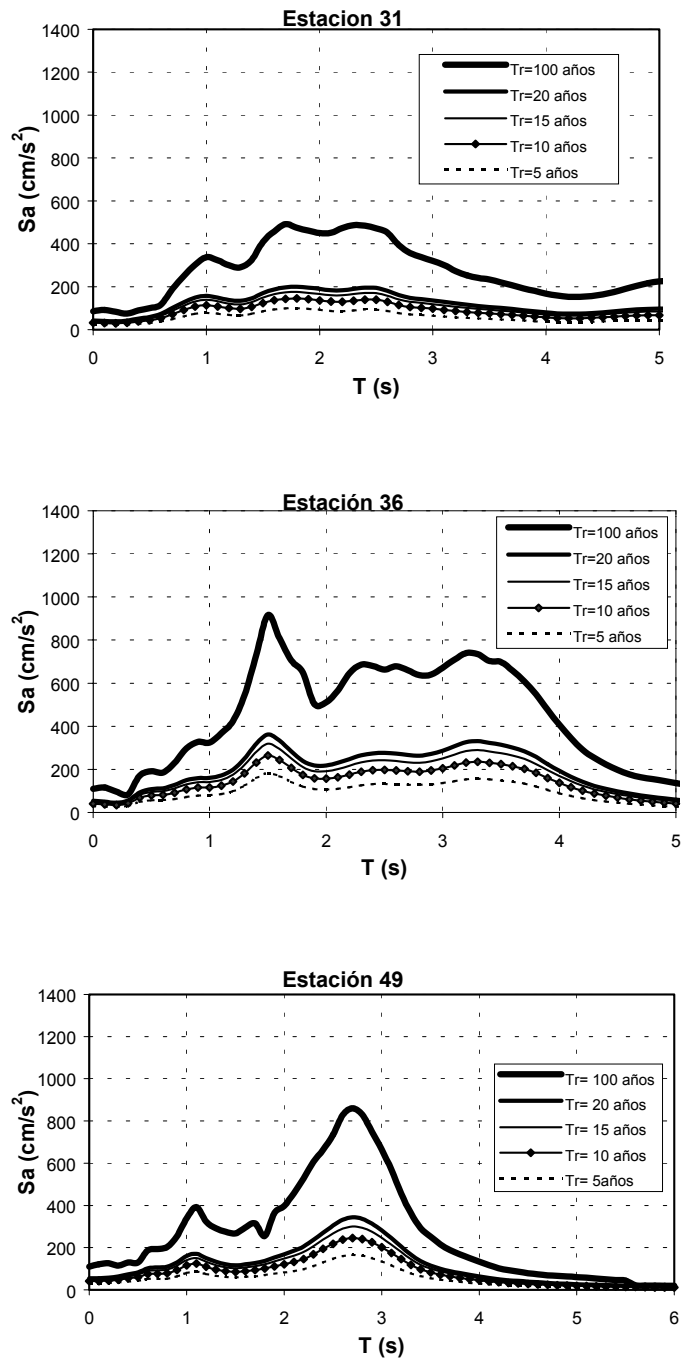 Estacion 31
1400
1200
1000
800
600
400
200
0
Sa (cm/s²)
Tr=100 años
Tr=20 años
Tr=15 años
Tr=10 años
Tr=5 años
0 1 2 3 4 5
T (s)
Estación 36
1400
1200
1000
800
600
400
200
0
Sa (cm/s²)
Tr=100 años
Tr=20 años
Tr=15 años
Tr=10 años
Tr=5 años
0 1 2 3 4 5
T (s)
Estación 49
1400
1200
1000
800
600
400
200
0
Sa (cm/s²)
Tr= 100 años
Tr= 20 años
Tr= 15 años
Tr= 10 años
Tr= 5años
0 1 2 3 4 5 6
T (s)